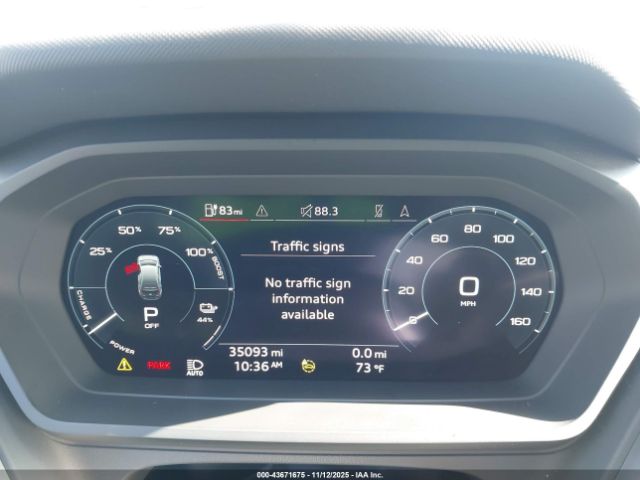 83mi 88.3
50% 75%
25% 100%
BOOST
CHARGE
P
OFF
44%
POWER
Traffic signs
No traffic sign
information
available
80
60 100
40 120
20 140
0 160
0
MPH
35093 mi 0.0 mi
10:36 AM 73 °F
PARK
AUTO
000-43671675 - 11/12/2025 - IAA Inc.